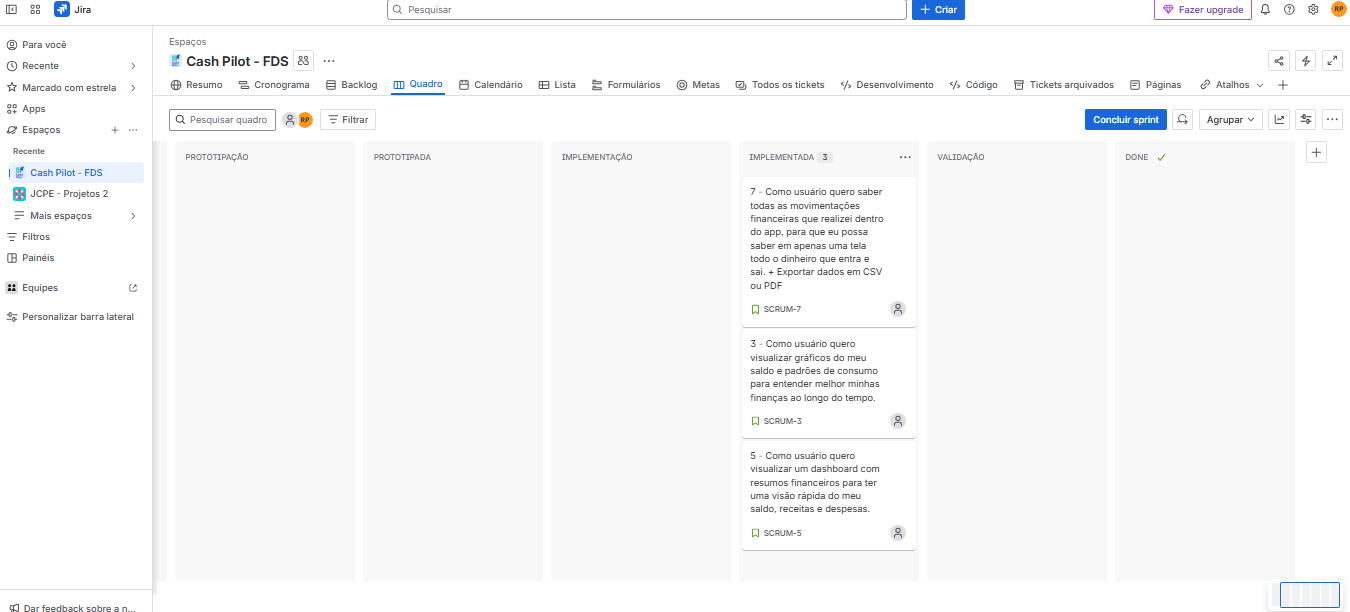 Jira
Pesquisar
Criar
Fazer upgrade
RP
Para você
Recente
Marcado com estrela
Apps
Espaços
Recente
Cash Pilot - FDS
JCPE - Projetos 2
Mais espaços
Filtros
Painéis
Equipes
Personalizar barra lateral
Dar feedback sobre a n...
Espaços
Cash Pilot - FDS
Resumo
Cronograma
Backlog
Quadro
Calendário
Lista
Formulários
Metas
Todos os tickets
Desenvolvimento
Código
Tickets arquivados
Páginas
Atalhos
Pesquisar quadro
RP
Filtrar
Concluir sprint
Agrupar
PROTOTIPAÇÃO
PROTOTIPADA
IMPLEMENTAÇÃO
IMPLEMENTADA 3
7 - Como usuário quero saber
todas as movimentações
financeiras que realizei dentro
do app, para que eu possa
saber em apenas uma tela
todo o dinheiro que entra e
sai. + Exportar dados em CSV
ou PDF
SCRUM-7
3 - Como usuário quero
visualizar gráficos do meu
saldo e padrões de consumo
para entender melhor minhas
finanças ao longo do tempo.
SCRUM-3
5 - Como usuário quero
visualizar um dashboard com
resumos financeiros para ter
uma visão rápida do meu
saldo, receitas e despesas.
SCRUM-5
VALIDAÇÃO
DONE